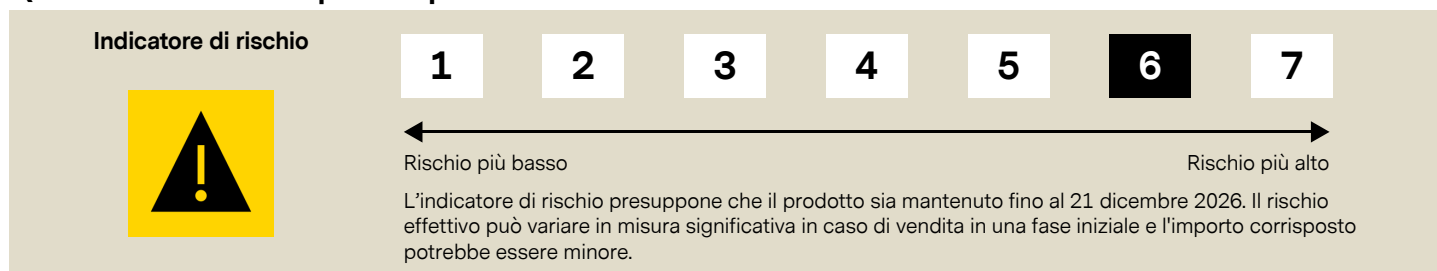 Indicatore di rischio
1 2 3 4 5 6 7
Rischio più basso Rischio più alto
L'indicatore di rischio presuppone che il prodotto sia mantenuto fino al 21 dicembre 2026. Il rischio
effettivo può variare in misura significativa in caso di vendita in una fase iniziale e l'importo corrisposto
potrebbe essere minore.